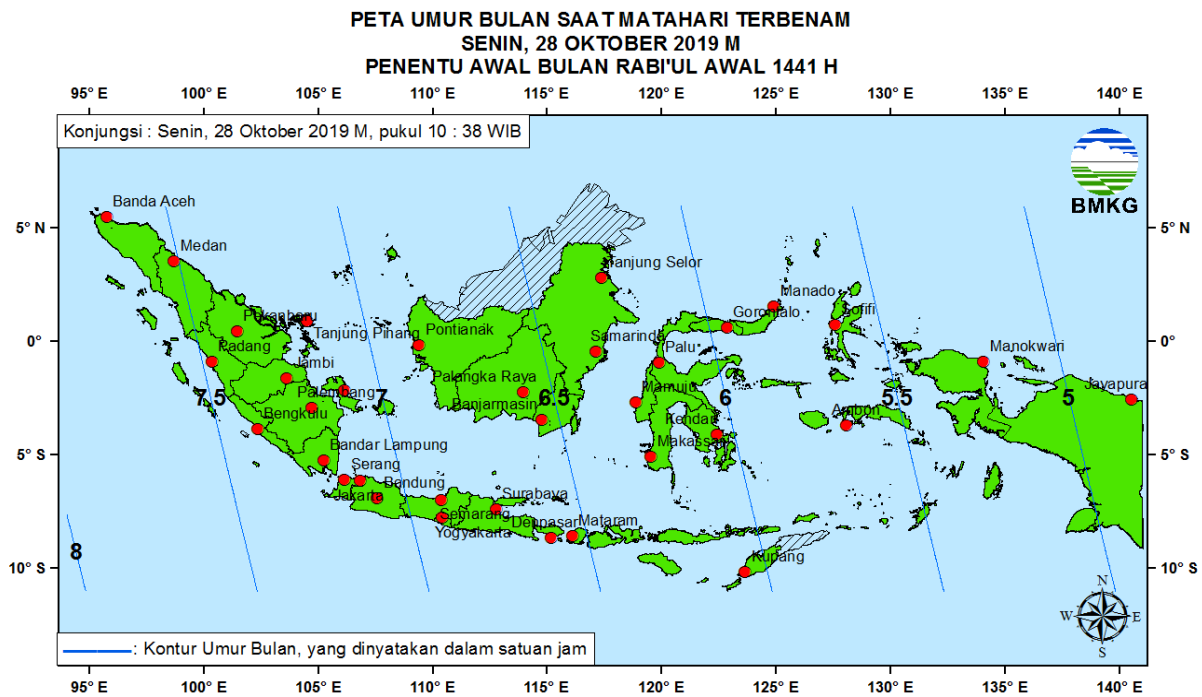 PETA UMUR BULAN SAAT MATAHARI TERBENAM
SENIN, 28 OKTOBER 2019 M
PENENTU AWAL BULAN RABI'UL AWAL 1441 H
95° E 100° E 105° E 110° E 115° E 120° E 125° E 130° E 135° E 140° E
Konjungsi : Senin, 28 Oktober 2019 M, pukul 10 : 38 WIB
BMKG
Banda Aceh
5° N 5° N
Medan
Tanjung Selor
Manado
Pekanbaru
Gorontalo
Sofifi
Tanjung Pinang
Pontianak
Samarinda
0° 0°
Padang
Palu
Manokwari
Jambi
Palangka Raya
Mamuju
Jayapura
Palembang
7.5 7 6.5 6 5.5 5
Banjarmasin
Bengkulu
Kendari
Ambon
Bandar Lampung
Makassar
5° S 5° S
Serang
Bandung
Jakarta
Surabaya
Semarang
Denpasar
Mataram
Yogyakarta
8
Kupang
10° S 10° S
N
W E
S
: Kontur Umur Bulan, yang dinyatakan dalam satuan jam
95° E 100° E 105° E 110° E 115° E 120° E 125° E 130° E 135° E 140° E